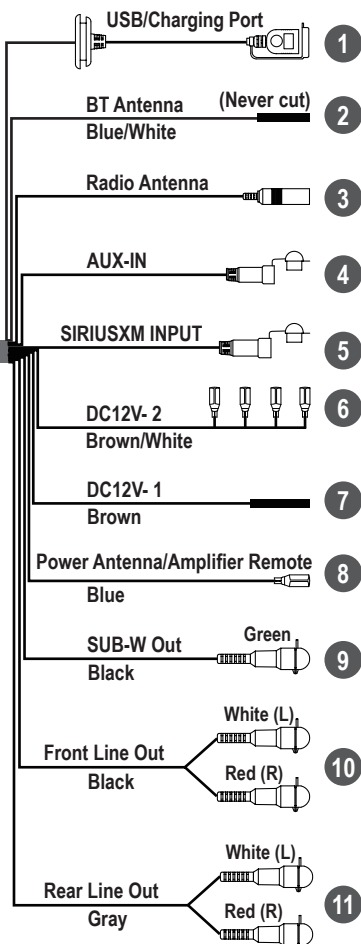 USB/Charging Port
1
BT Antenna (Never cut)
Blue/White
2
Radio Antenna
3
AUX-IN
4
SIRIUSXM INPUT
5
DC12V- 2
Brown/White
6
DC12V- 1
Brown
7
Power Antenna/Amplifier Remote
Blue
8
SUB-W Out
Black
Green
9
Front Line Out
Black
White (L)
Red (R)
10
Rear Line Out
Gray
White (L)
Red (R)
11